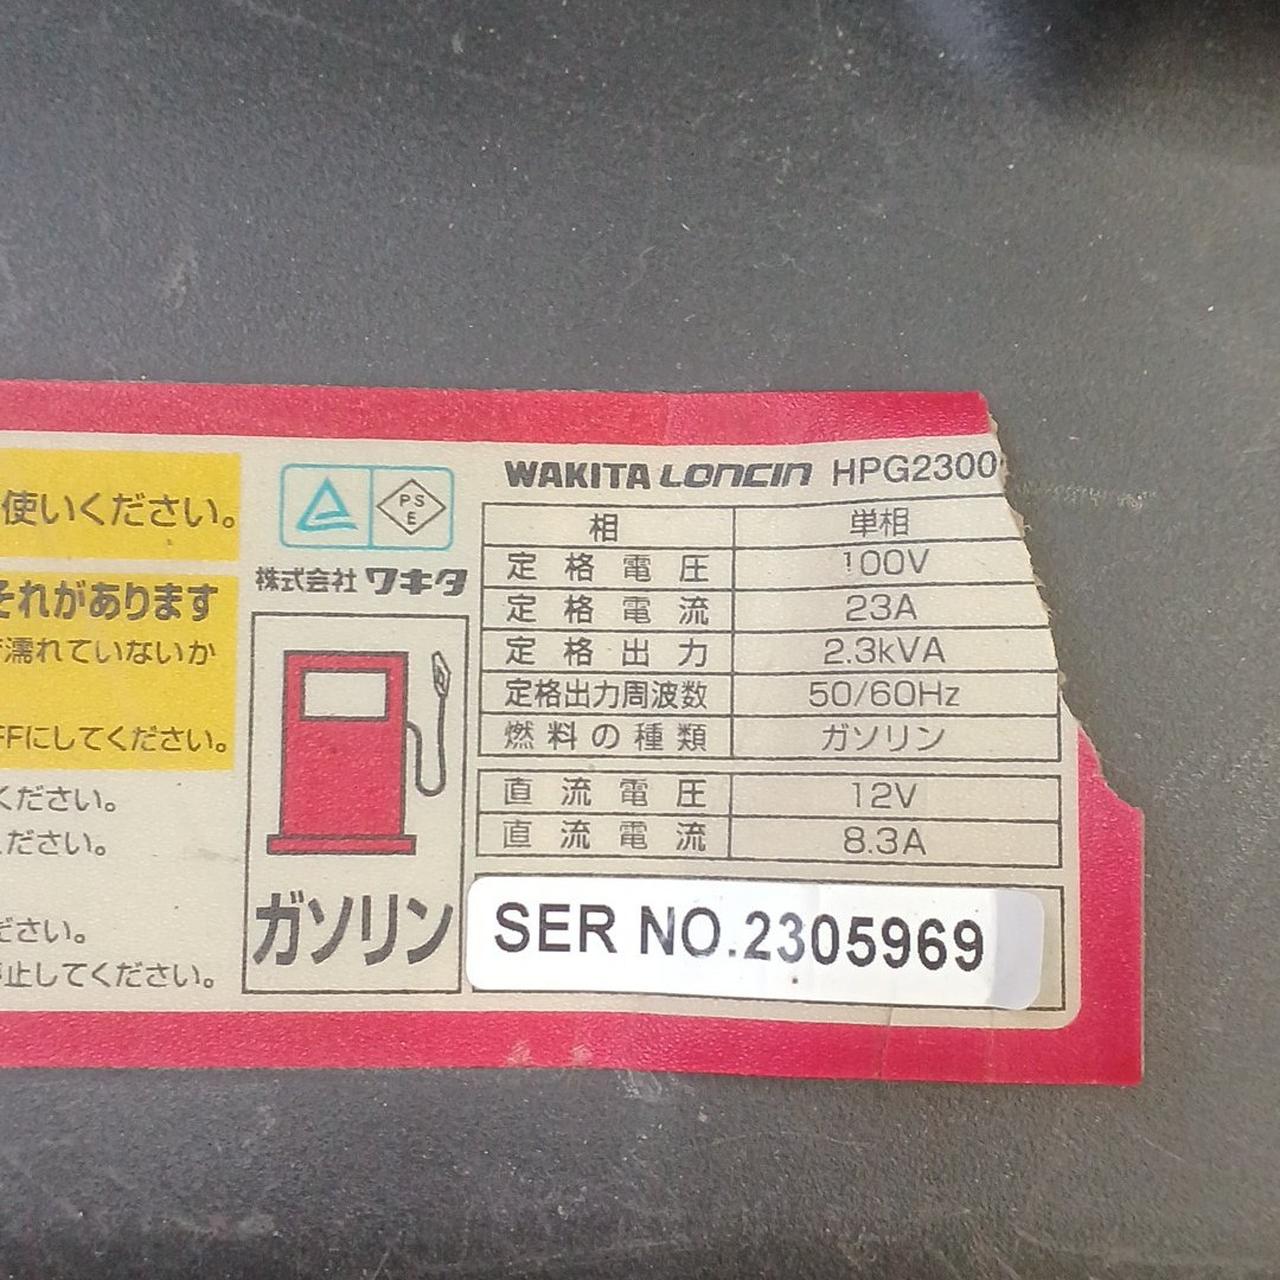 使いください。
それがあります
濡れていないか
FFにしてください。
ください。
ください。
ださい。
停止してください。
PS
E
株式会社ワキタ
ガソリン
WAKITA LONCIN HPG2300
相 単相
定格電圧 100V
定格電流 23A
定格出力 2.3kVA
定格出力周波数 50/60Hz
燃料の種類 ガソリン
直流電圧 12V
直流電流 8.3A
SER NO.2305969